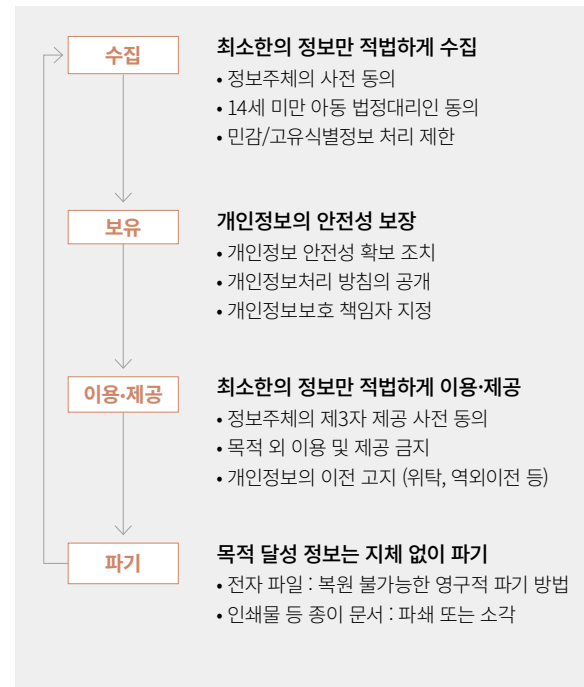 수집
최소한의 정보만 적법하게 수집
• 정보주체의 사전 동의
• 14세 미만 아동 법정대리인 동의
• 민감/고유식별정보 처리 제한
보유
개인정보의 안전성 보장
• 개인정보 안전성 확보 조치
• 개인정보처리 방침의 공개
• 개인정보보호 책임자 지정
이용·제공
최소한의 정보만 적법하게 이용·제공
• 정보주체의 제3자 제공 사전 동의
• 목적 외 이용 및 제공 금지
• 개인정보의 이전 고지 (위탁, 역외이전 등)
파기
목적 달성 정보는 지체 없이 파기
• 전자 파일 : 복원 불가능한 영구적 파기 방법
• 인쇄물 등 종이 문서 : 파쇄 또는 소각